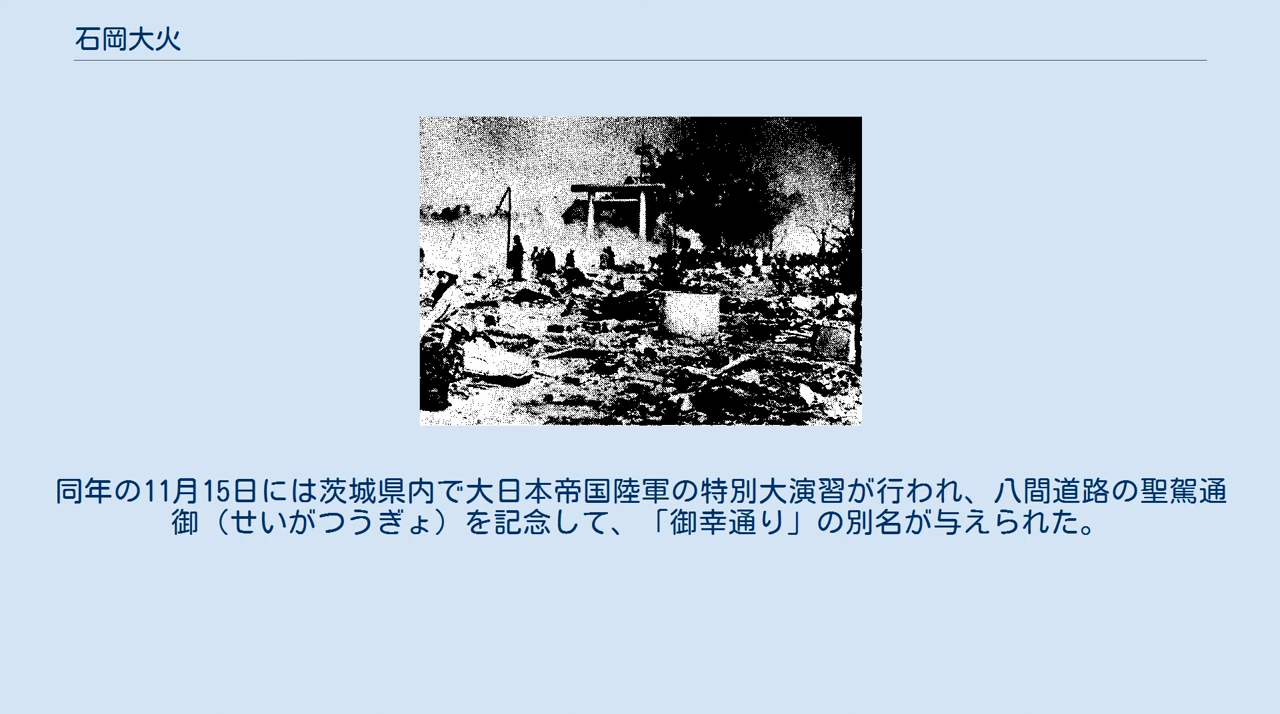 石岡大火
同年の11月15日には茨城県内で大日本帝国陸軍の特別大演習が行われ、八間道路の聖駕通
御（せいがつうぎょ）を記念して、「御幸通り」の別名が与えられた。